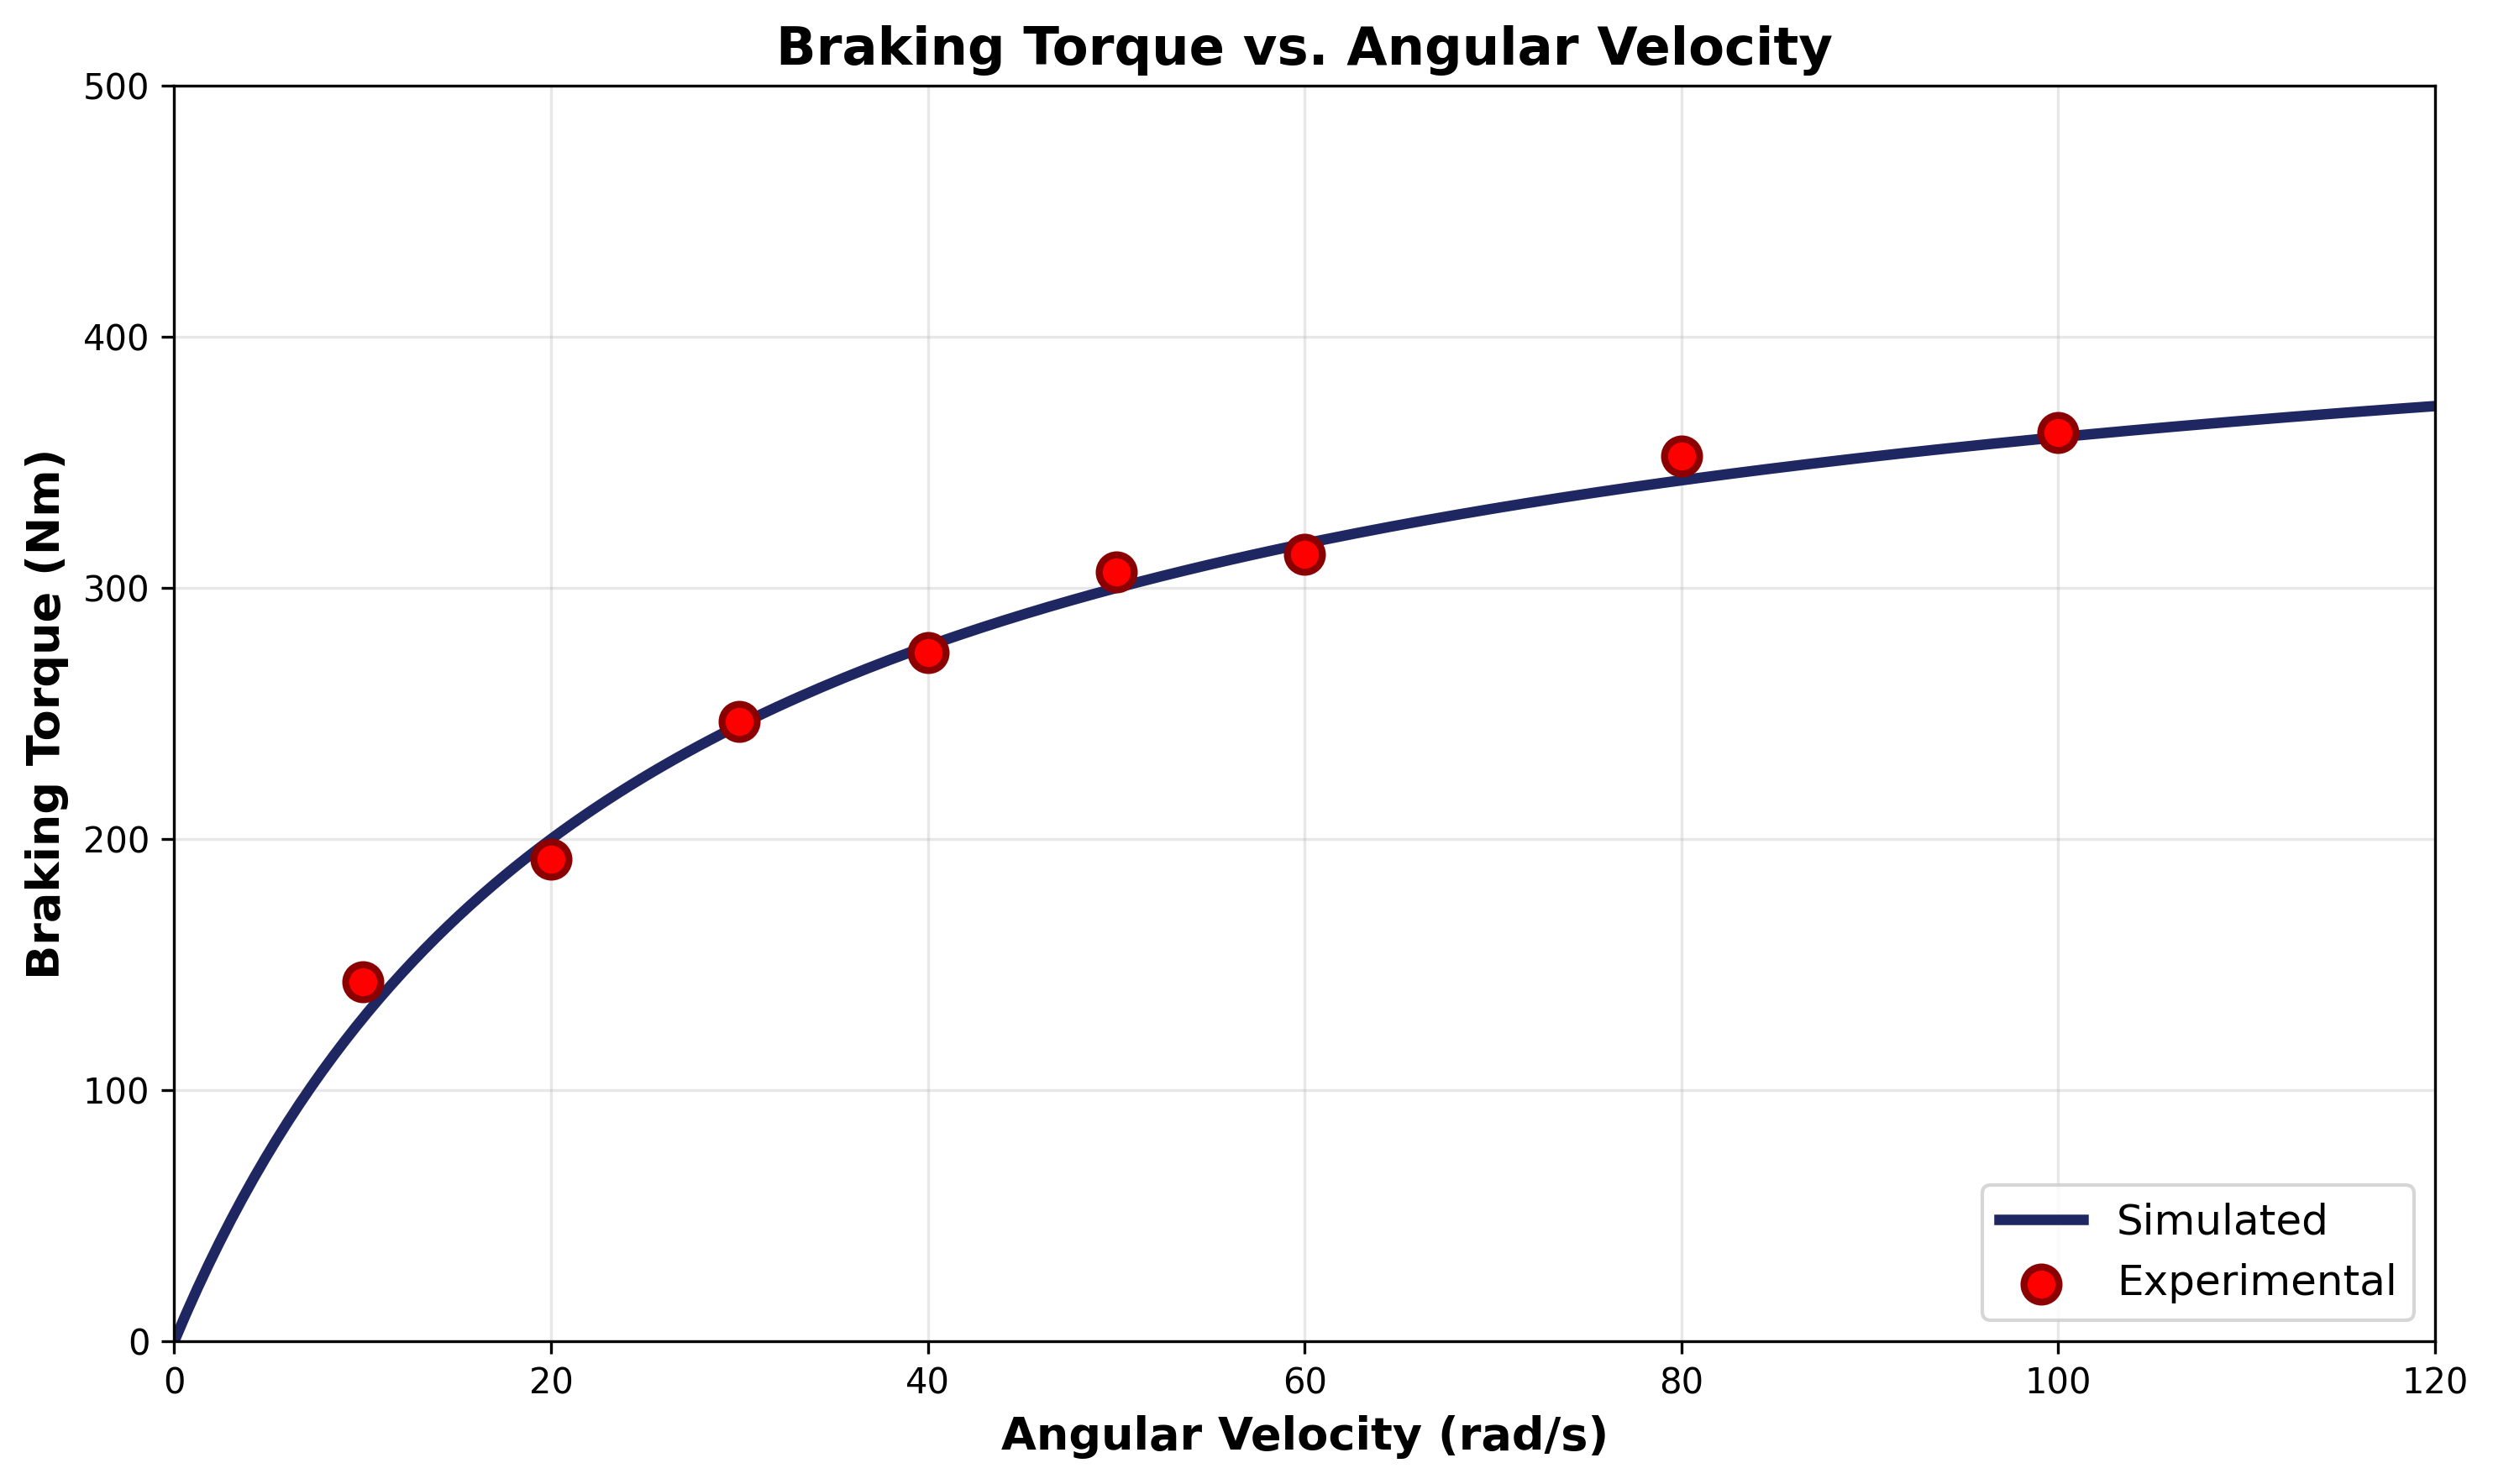 Braking Torque vs. Angular Velocity
Braking Torque (Nm)
500
400
300
200
100
0
0 20 40 60 80 100 120
Angular Velocity (rad/s)
Simulated
Experimental